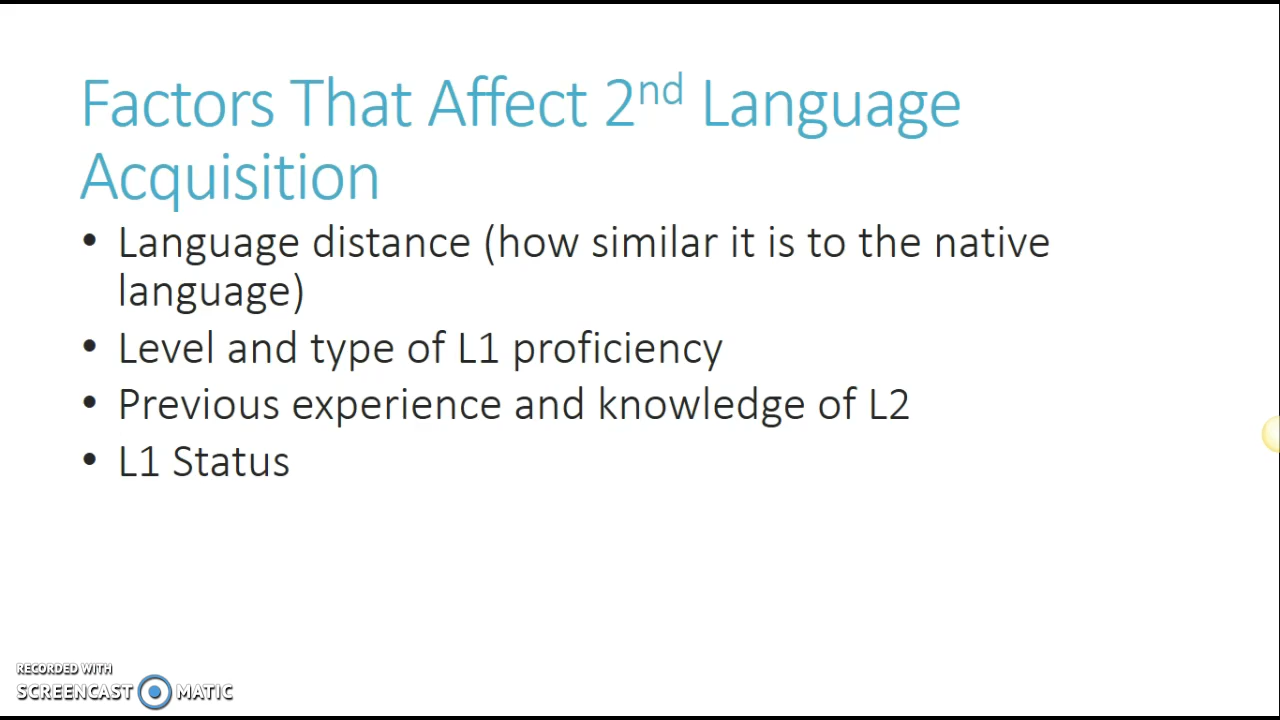 Factors That Affect 2nd Language
Acquisition
• Language distance (how similar it is to the native
language)
• Level and type of L1 proficiency
• Previous experience and knowledge of L2
• L1 Status
RECORDED WITH
SCREENCAST MATIC